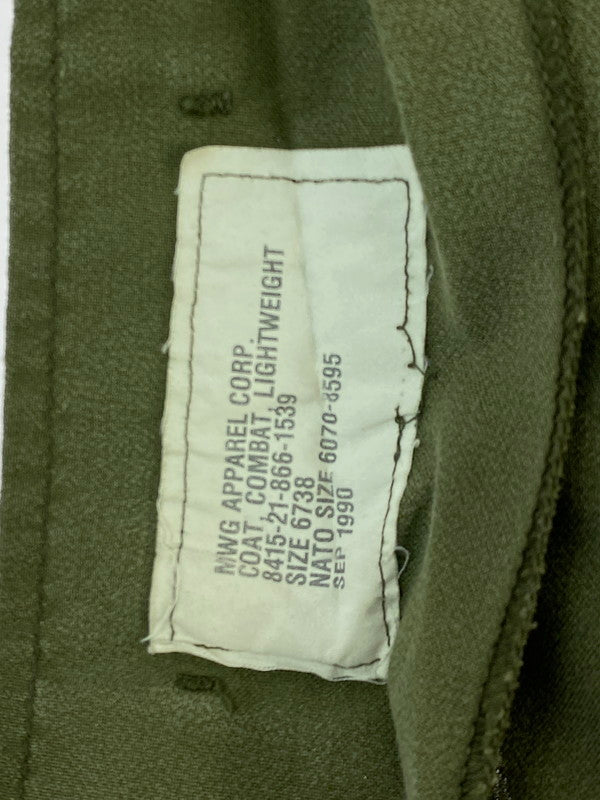 MWG APPAREL CORP.
COAT, COMBAT, LIGHTWEIGHT
8415-21-866-1539
SIZE 6738
NATO SIZE 6070-8595
SEP 1990